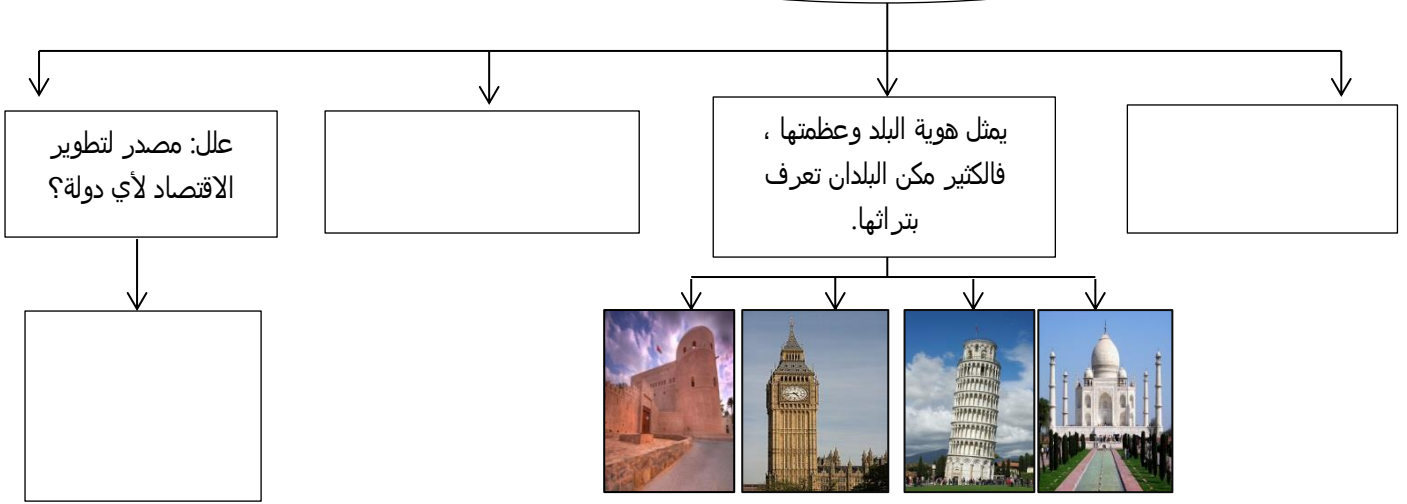 يمثل هوية البلد وعظمتها ،
فالكثير مكن البلدان تعرف
بتراثها.
علل: مصدر لتطوير
الاقتصاد لأي دولة؟